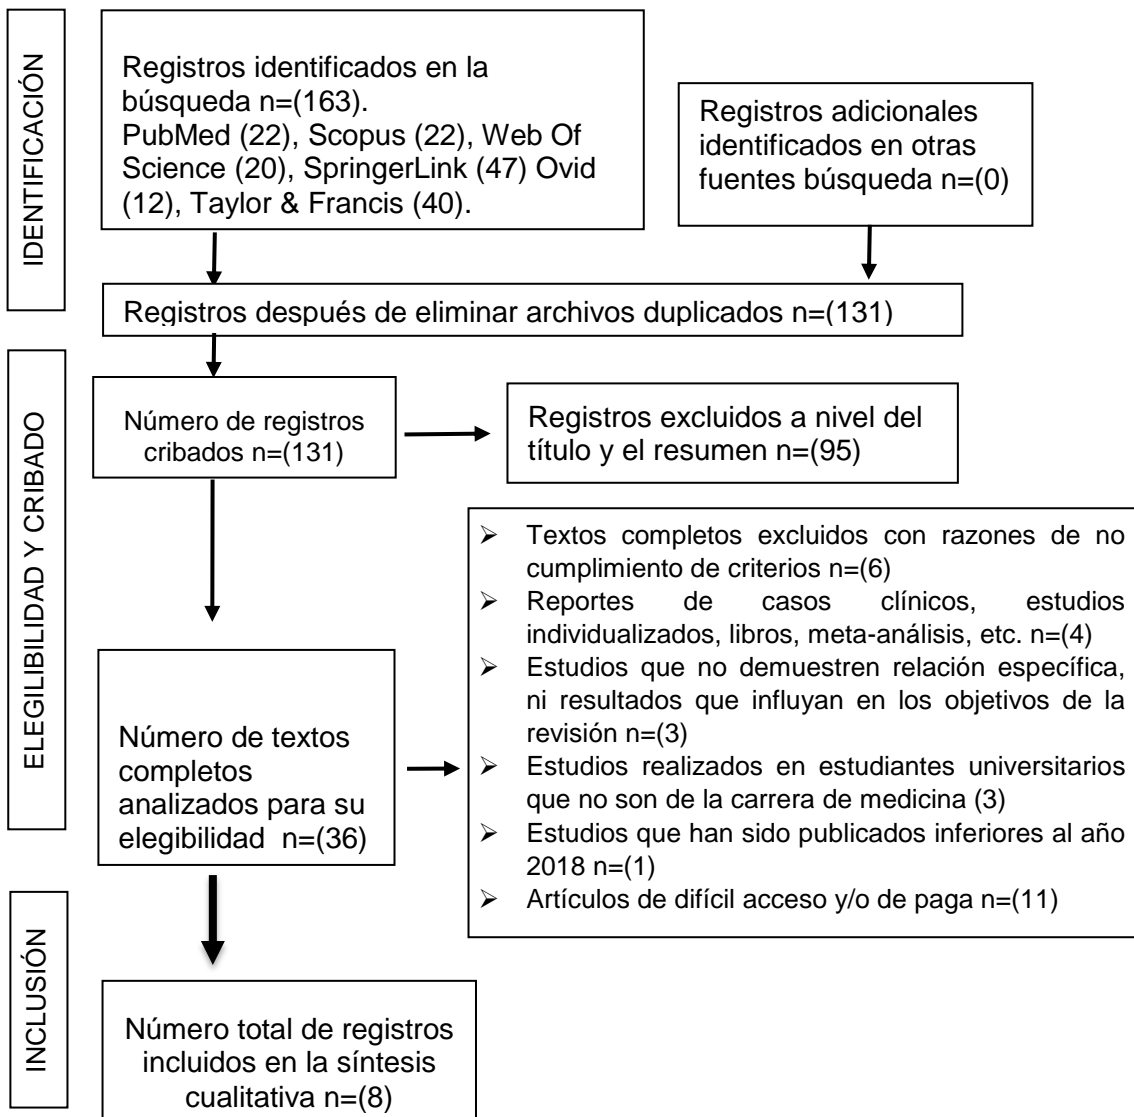 IDENTIFICACIÓN
Registros identificados en la
búsqueda n=(163).
PubMed (22), Scopus (22), Web Of
Science (20), SpringerLink (47) Ovid
(12), Taylor & Francis (40).
Registros adicionales
identificados en otras
fuentes búsqueda n=(0)
Registros después de eliminar archivos duplicados n=(131)
ELEGILIBILIDAD Y CRIBADO
Número de registros
cribados n=(131)
Registros excluidos a nivel del
título y el resumen n=(95)
Número de textos
completos
analizados para su
elegibilidad n=(36)
➢ Textos completos excluidos con razones de no
cumplimiento de criterios n=(6)
➢ Reportes de casos clínicos, estudios
individualizados, libros, meta-análisis, etc. n=(4)
➢ Estudios que no demuestren relación específica,
ni resultados que influyan en los objetivos de la
revisión n=(3)
➢ Estudios realizados en estudiantes universitarios
que no son de la carrera de medicina (3)
➢ Estudios que han sido publicados inferiores al año
2018 n=(1)
➢ Artículos de difícil acceso y/o de paga n=(11)
INCLUSIÓN
Número total de registros
incluidos en la síntesis
cualitativa n=(8)